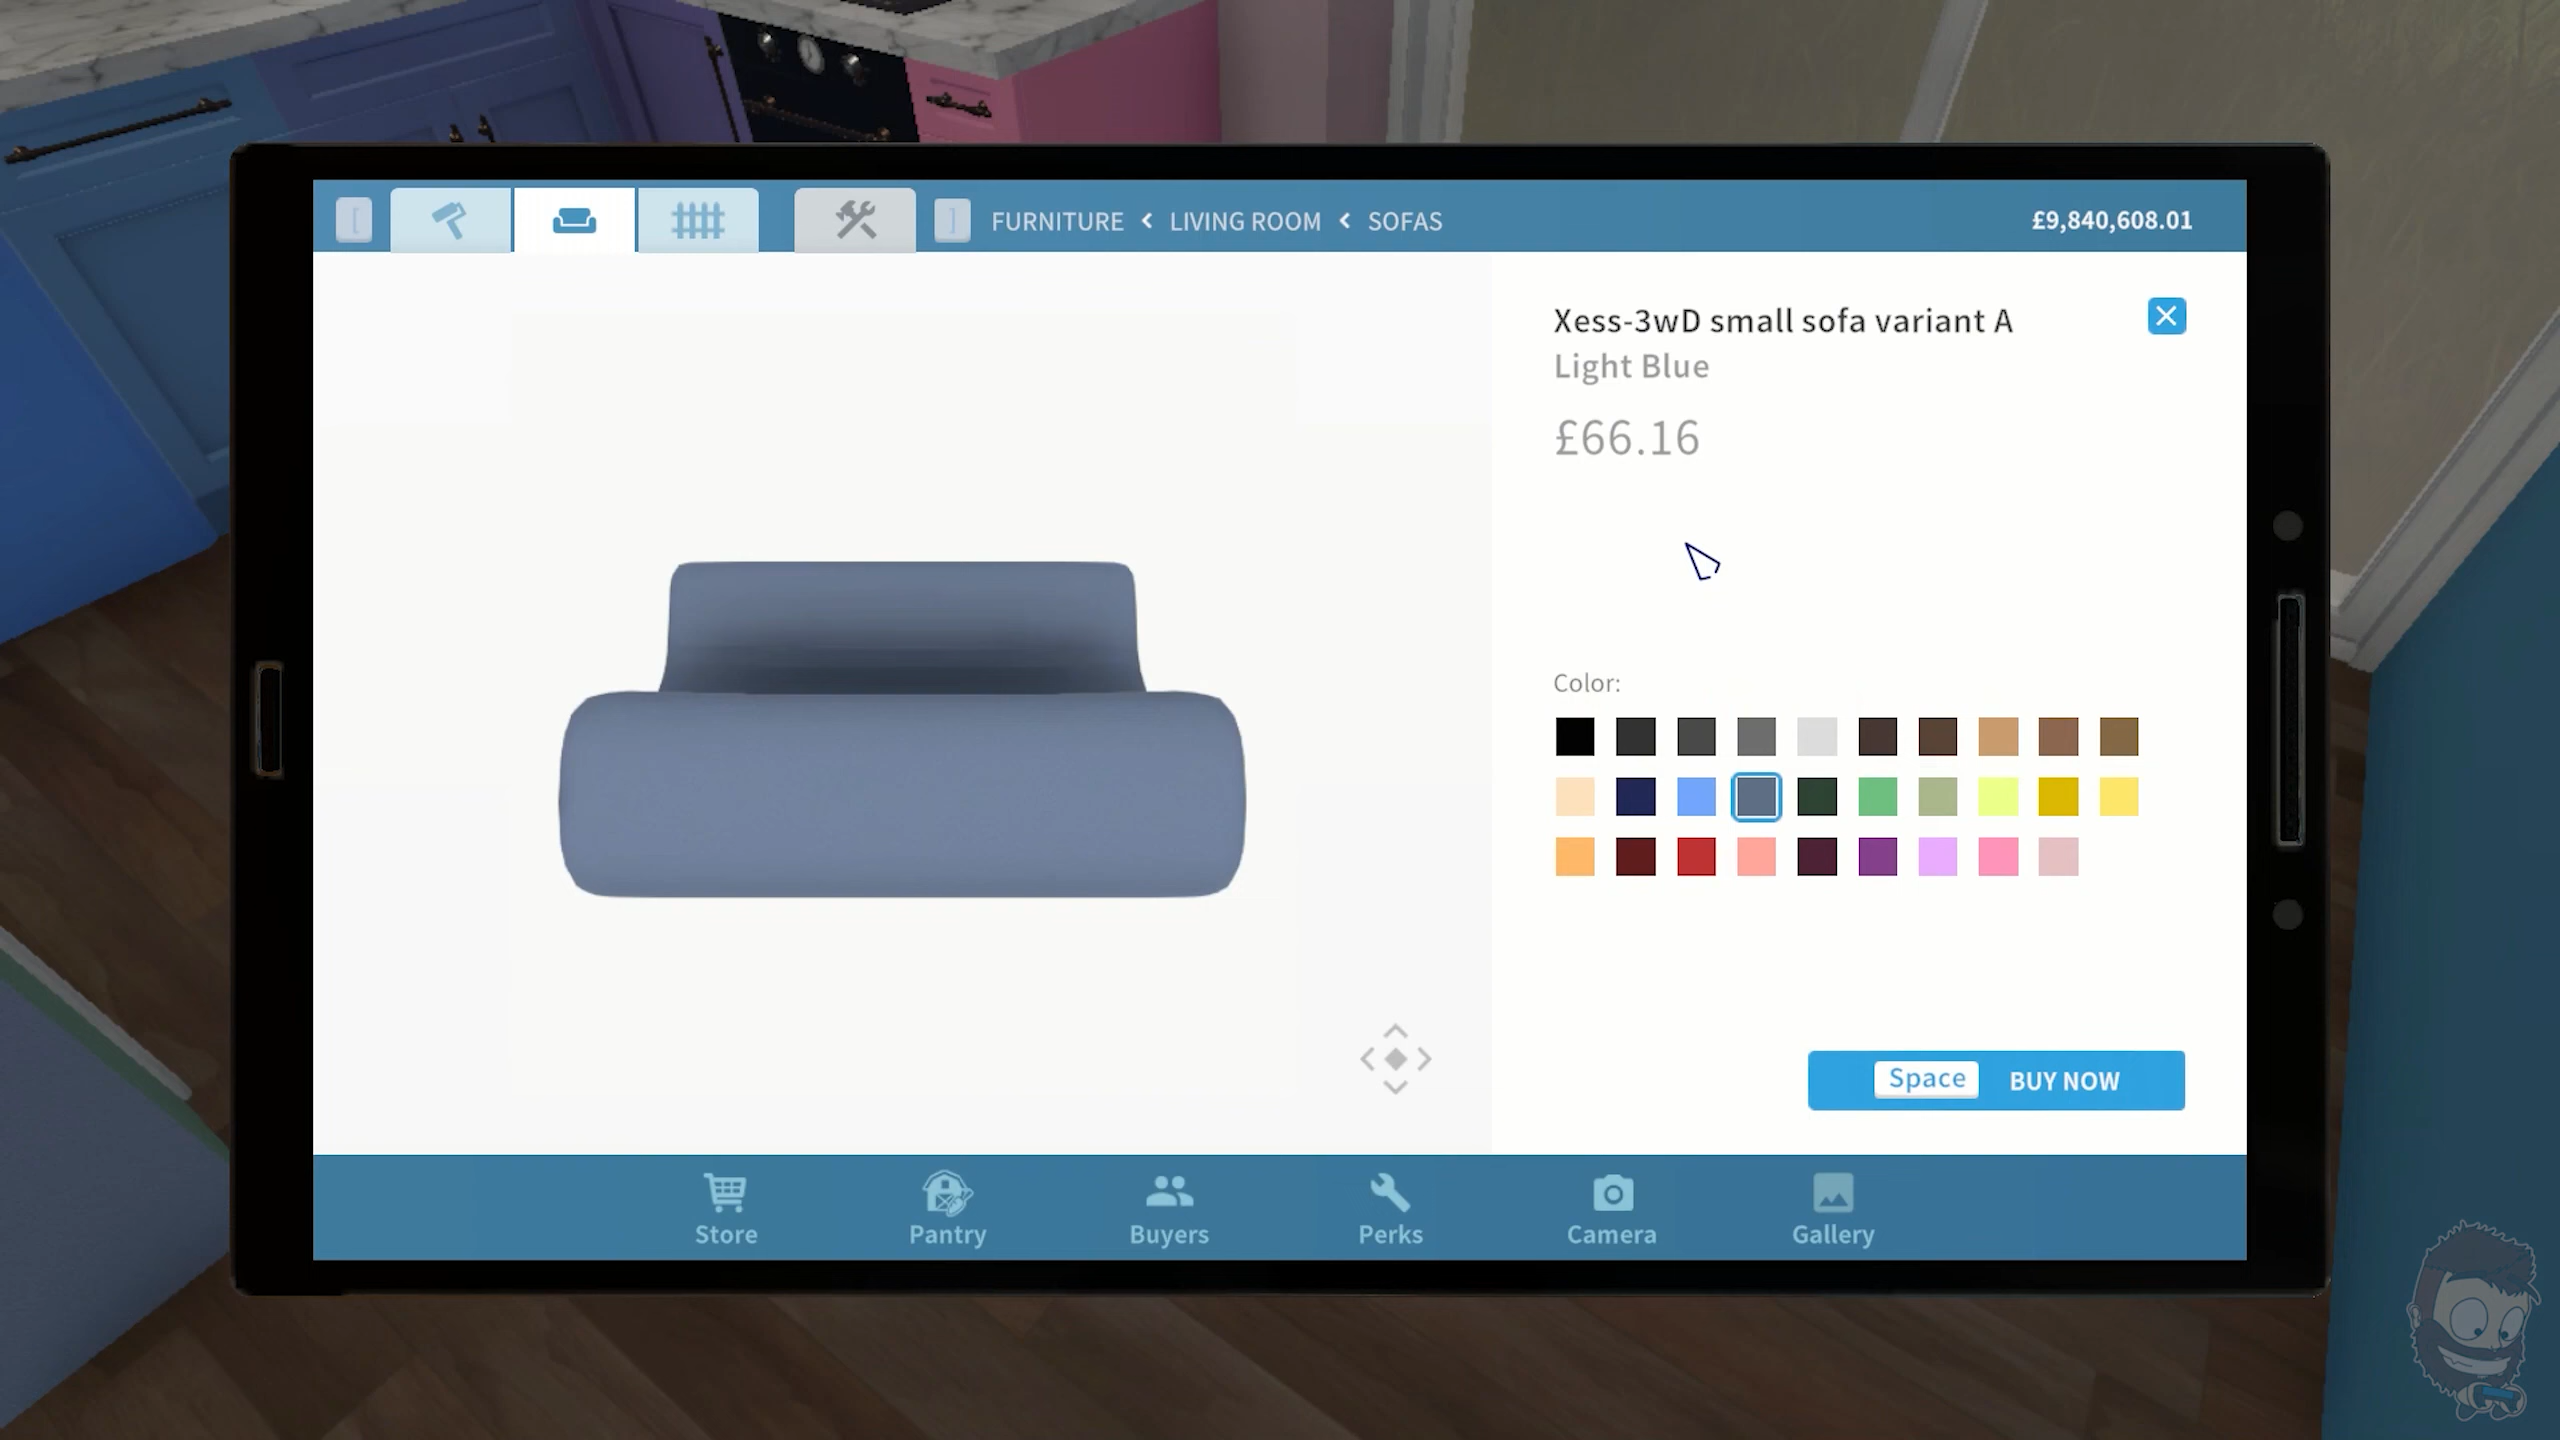 [
]
FURNITURE < LIVING ROOM < SOFAS
£9,840,608.01
Xess-3wD small sofa variant A
Light Blue
£66.16
Color:
Space BUY NOW
Store
Pantry
Buyers
Perks
Camera
Gallery